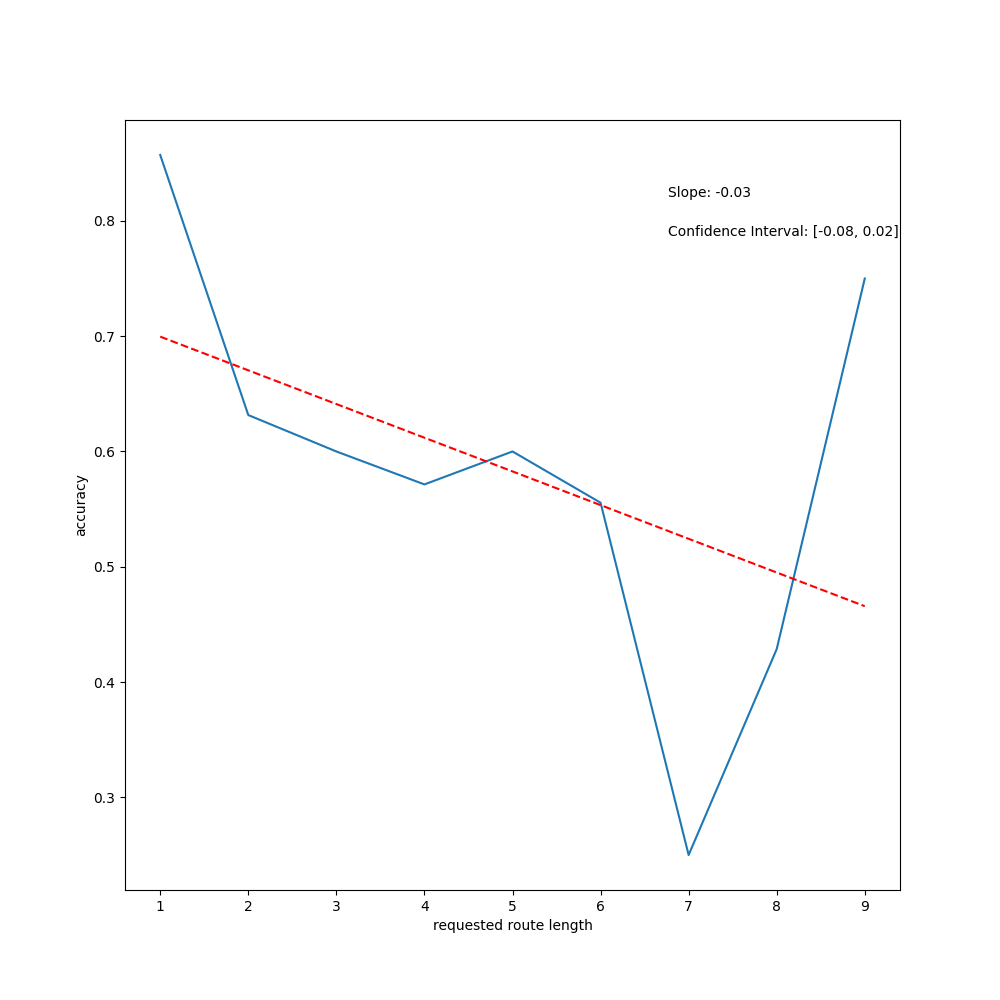 Slope: -0.03
Confidence Interval: [-0.08, 0.02]
0.8
0.7
0.6
0.5
0.4
0.3
accuracy
1 2 3 4 5 6 7 8 9
requested route length